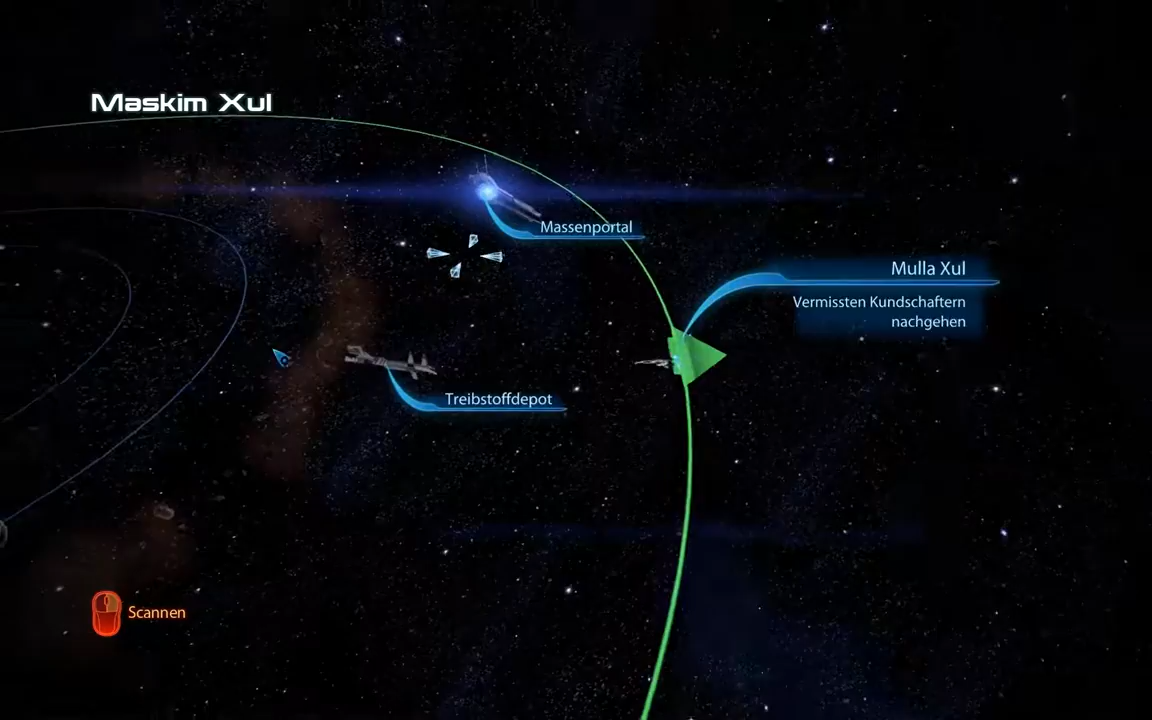 Maskim Xul
Massenportal
Mulla Xul
Vermissten Kundschaftern
nachgehen
Treibstoffdepot
Scannen